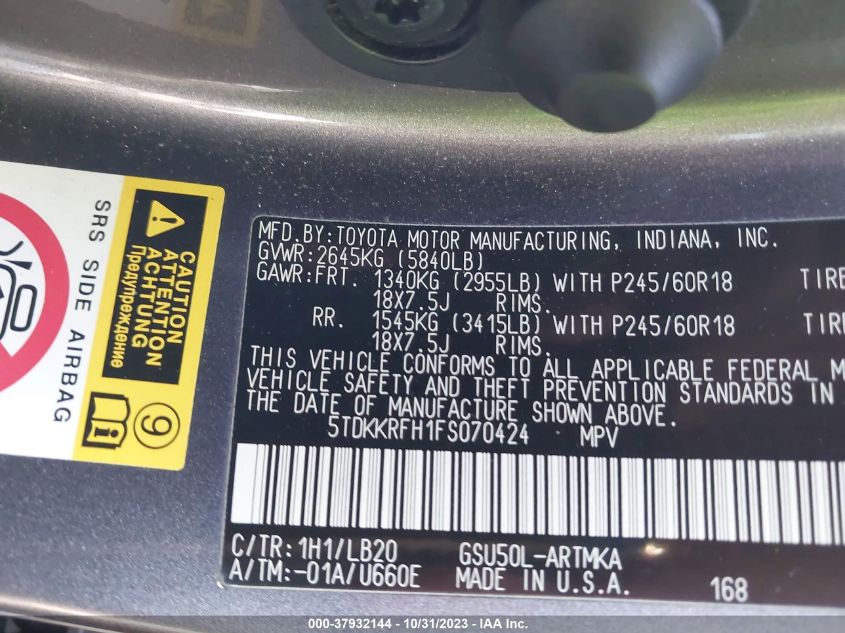 SRS SIDE AIRBAG
CAUTION
ATTENTION
ACHTUNG
Предупреждение
9
MFD.BY:TOYOTA MOTOR MANUFACTURING, INDIANA, INC.
GVWR:2645KG (5840LB)
GAWR:FRT. 1340KG (2955LB) WITH P245/60R18 TIRE
18X7.5J RIMS.
RR. 1545KG (3415LB) WITH P245/60R18 TIRE
18X7.5J RIMS.
THIS VEHICLE CONFORMS TO ALL APPLICABLE FEDERAL M
VEHICLE SAFETY AND THEFT PREVENTION STANDARDS IN
THE DATE OF MANUFACTURE SHOWN ABOVE.
5TDKKRFH1FS070424 MPV
C/TR:1H1/LB20 GSU50L-ARTMKA
A/TM:-01A/U660E MADE IN U.S.A. 168
000-37932144 - 10/31/2023 - © IAA Inc.